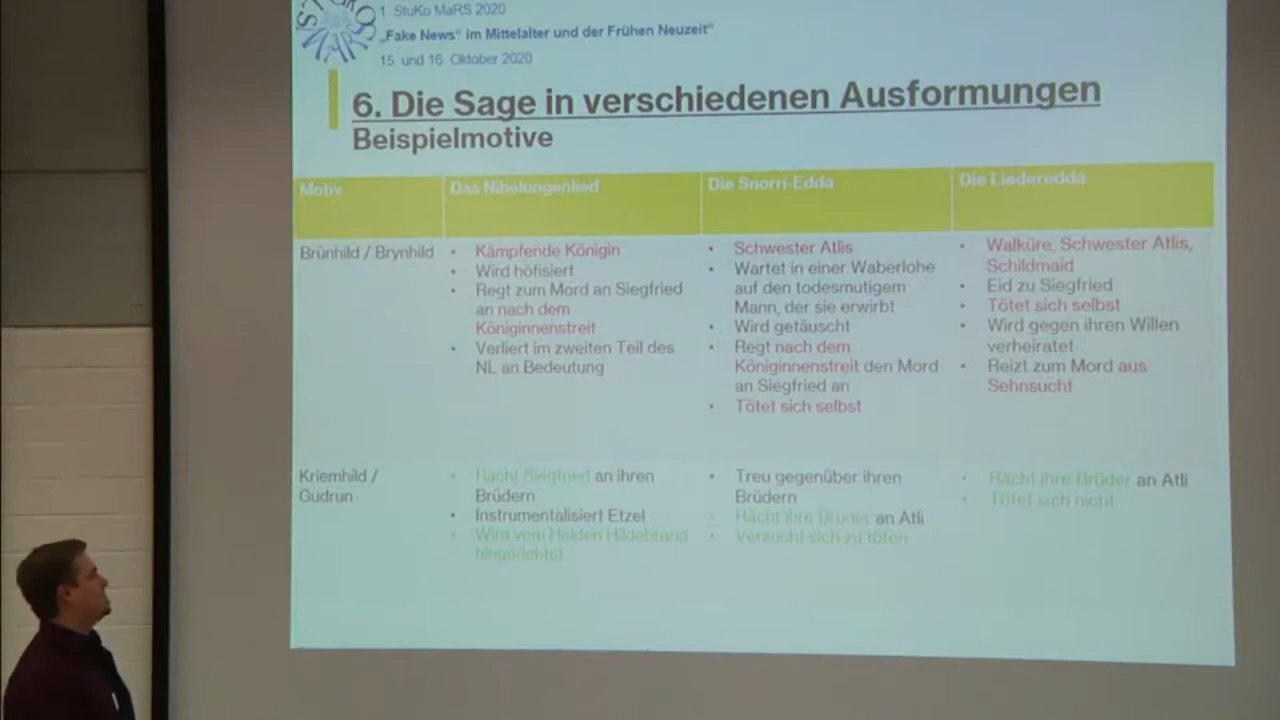 1 StuKo MaRS 2020
„Fake News“ im Mittelalter und der Frühen Neuzeit“
15. und 16. Oktober 2020
6. Die Sage in verschiedenen Ausformungen
Beispielmotive
Motiv
Das Nibelungenlied
Die Snorri-Edda
Die Liederedda
Brünhild / Brynhild
• Kämpfende Königin
• Wird höfisiert
• Regt zum Mord an Siegfried
an nach dem
Königinnenstreit
• Verliert im zweiten Teil des
NL an Bedeutung
• Schwester Atlis
• Wartet in einer Waberlohe
auf den todesmutigem
Mann, der sie erwirbt
• Wird getäuscht
• Regt nach dem
Königinnenstreit den Mord
an Siegfried an
• Tötet sich selbst
• Walküre, Schwester Atlis,
Schildmaid
• Eid zu Siegfried
• Tötet sich selbst
• Wird gegen ihren Willen
verheiratet
• Reizt zum Mord aus
Sehnsucht
Kriemhild /
Gudrun
• Rächt Siegfried an ihren
Brüdern
• Instrumentalisiert Etzel
• Wird vom Helden Hildebrand
hingerichtet
• Treu gegenüber ihren
Brüdern
• Rächt ihre Brüder an Atli
• Versucht sich zu töten
• Rächt ihre Brüder an Atli
• Tötet sich nicht